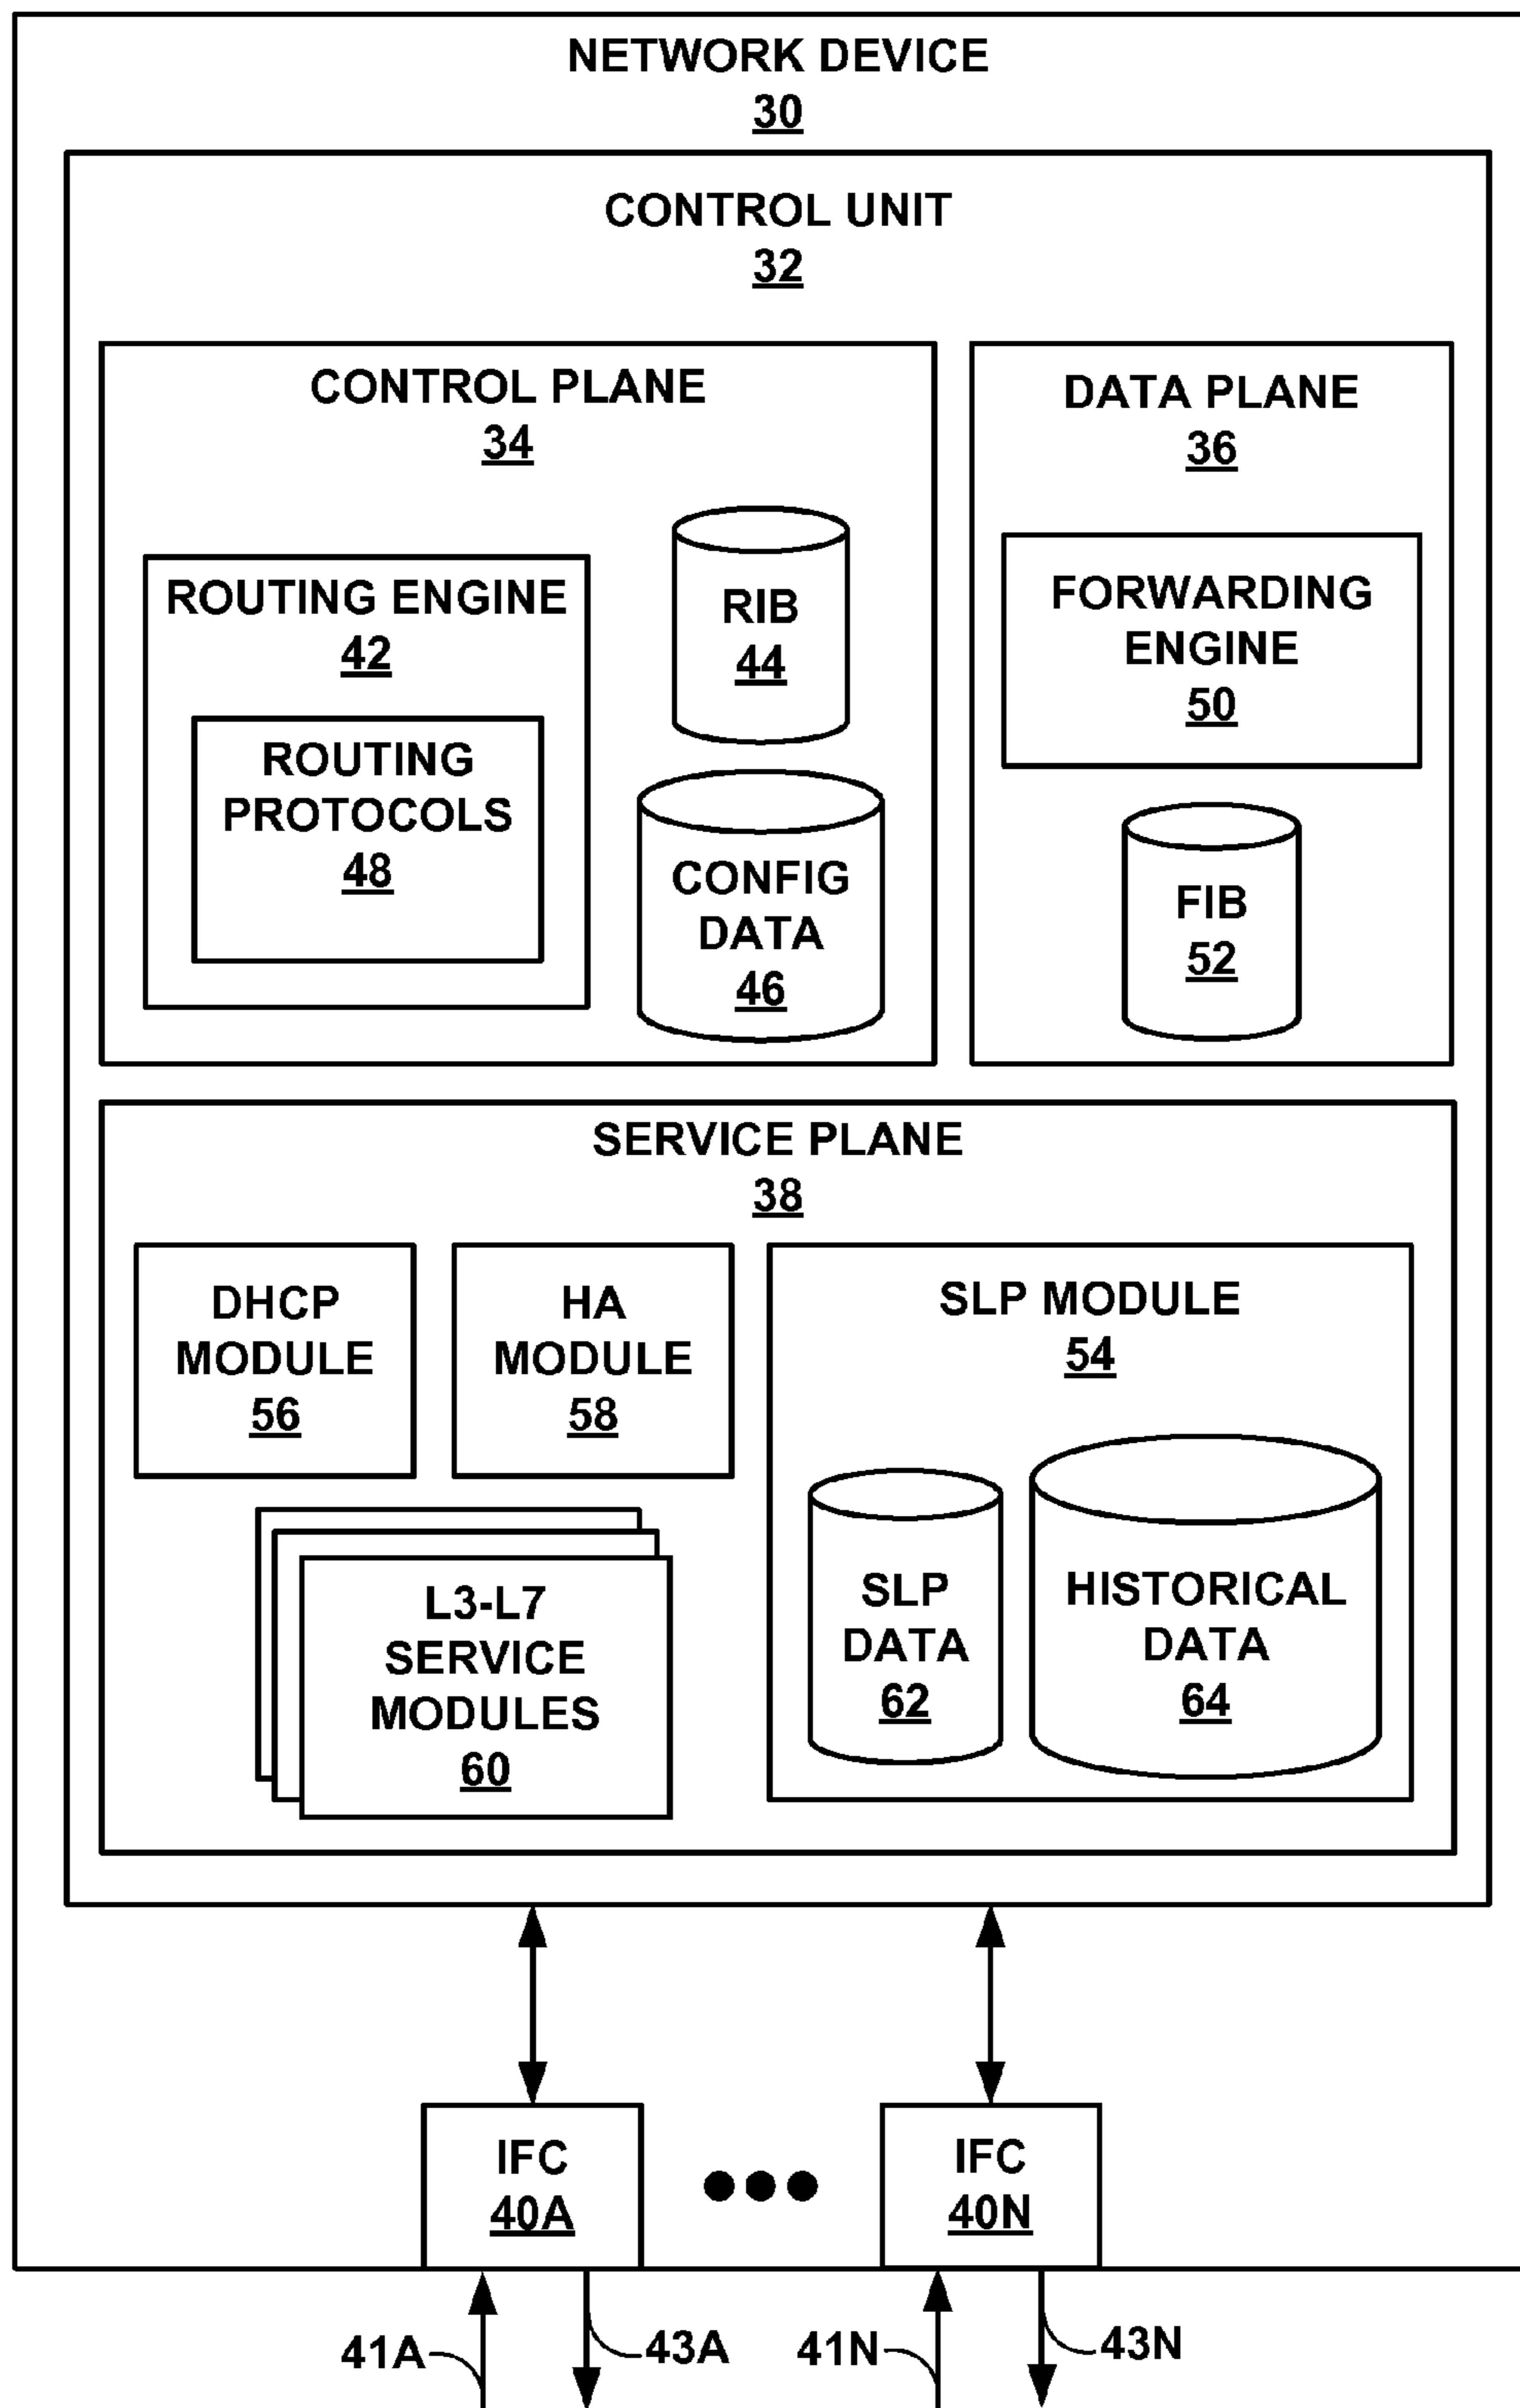 NETWORK DEVICE
30
CONTROL UNIT
32
CONTROL PLANE
34
ROUTING ENGINE
42
ROUTING
PROTOCOLS
48
RIB
44
CONFIG
DATA
46
DATA PLANE
36
FORWARDING
ENGINE
50
FIB
52
SERVICE PLANE
38
DHCP
MODULE
56
HA
MODULE
58
L3-L7
SERVICE
MODULES
60
SLP MODULE
54
SLP
DATA
62
HISTORICAL
DATA
64
IFC
40A
IFC
40N
41A
43A
41N
43N